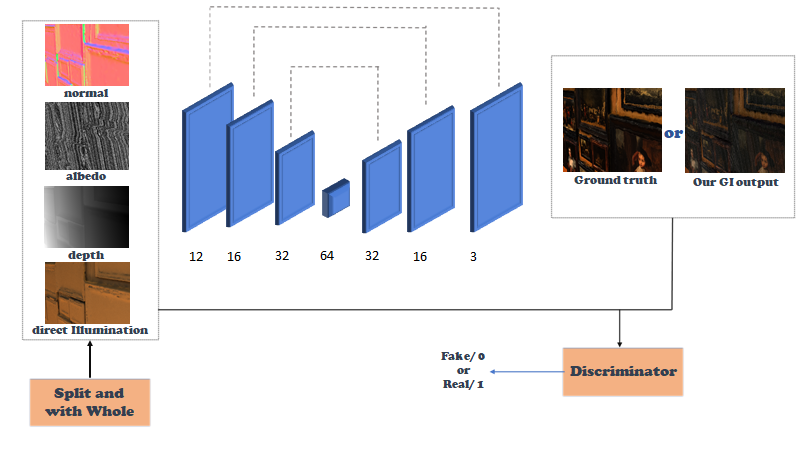 normal
albedo
depth
direct Illumination
Split and
with Whole
12 16 32 64 32 16 3
or
Ground truth
Our GI output
Discriminator
Fake/ 0
or
Real/ 1